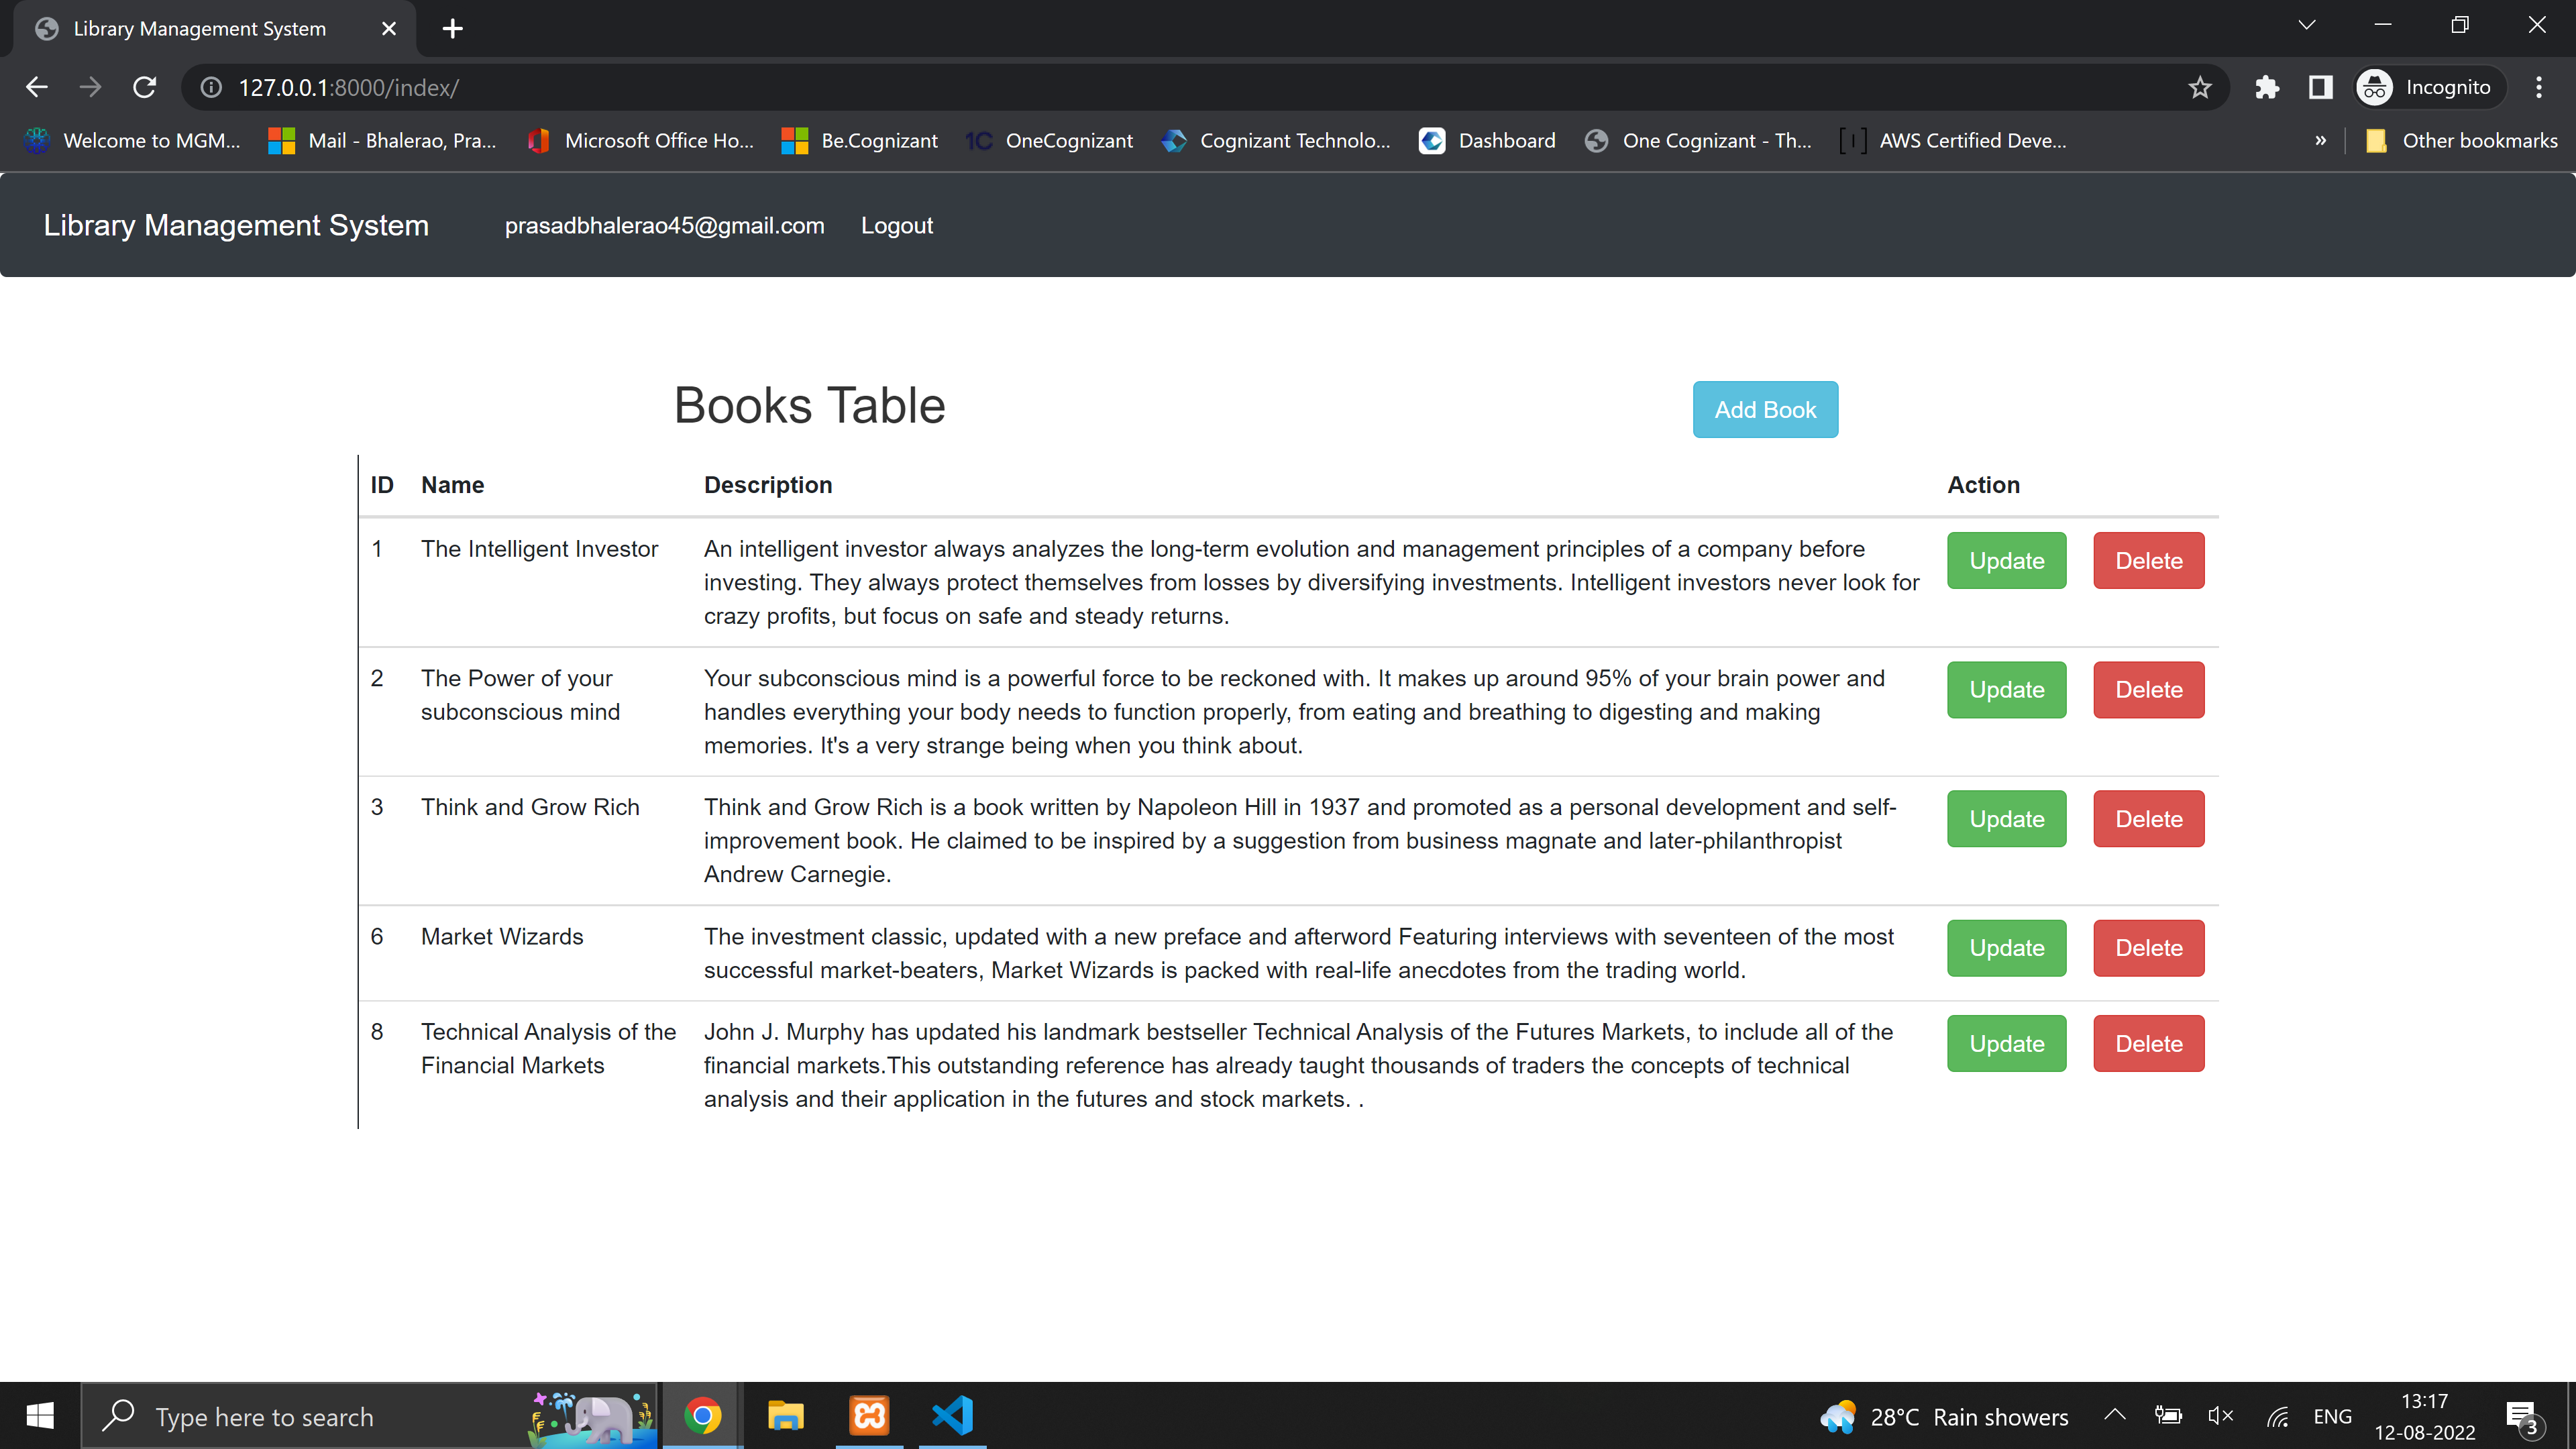 Library Management System
127.0.0.1:8000/index/
Incognito
Welcome to MGM...
Mail - Bhalerao, Pra...
Microsoft Office Ho...
Be.Cognizant
1C OneCognizant
Cognizant Technolo...
Dashboard
One Cognizant - Th...
[ I ] AWS Certified Deve...
» Other bookmarks
Library Management System prasadbhalerao45@gmail.com Logout
Books Table
Add Book
ID Name Description Action
1 The Intelligent Investor An intelligent investor always analyzes the long-term evolution and management principles of a company before
investing. They always protect themselves from losses by diversifying investments. Intelligent investors never look for
crazy profits, but focus on safe and steady returns.
Update Delete
2 The Power of your
subconscious mind
Your subconscious mind is a powerful force to be reckoned with. It makes up around 95% of your brain power and
handles everything your body needs to function properly, from eating and breathing to digesting and making
memories. It's a very strange being when you think about.
Update Delete
3 Think and Grow Rich Think and Grow Rich is a book written by Napoleon Hill in 1937 and promoted as a personal development and self-
improvement book. He claimed to be inspired by a suggestion from business magnate and later-philanthropist
Andrew Carnegie.
Update Delete
6 Market Wizards The investment classic, updated with a new preface and afterword Featuring interviews with seventeen of the most
successful market-beaters, Market Wizards is packed with real-life anecdotes from the trading world.
Update Delete
8 Technical Analysis of the
Financial Markets
John J. Murphy has updated his landmark bestseller Technical Analysis of the Futures Markets, to include all of the
financial markets.This outstanding reference has already taught thousands of traders the concepts of technical
analysis and their application in the futures and stock markets. .
Update Delete
Type here to search
28°C Rain showers
ENG
13:17
12-08-2022
3